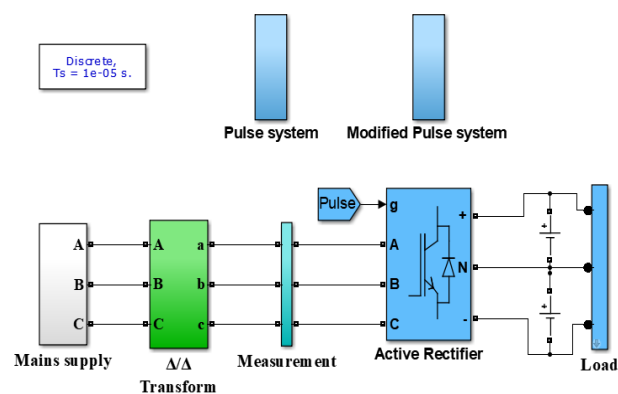 Discrete,
Ts = 1e-05 s.
Pulse system
Modified Pulse system
Pulse
g
+
A
A
a
A
B
B
b
B
N
C
C
c
C
-
+
+
Mains supply
Δ/Δ
Transform
Measurement
Active Rectifier
Load